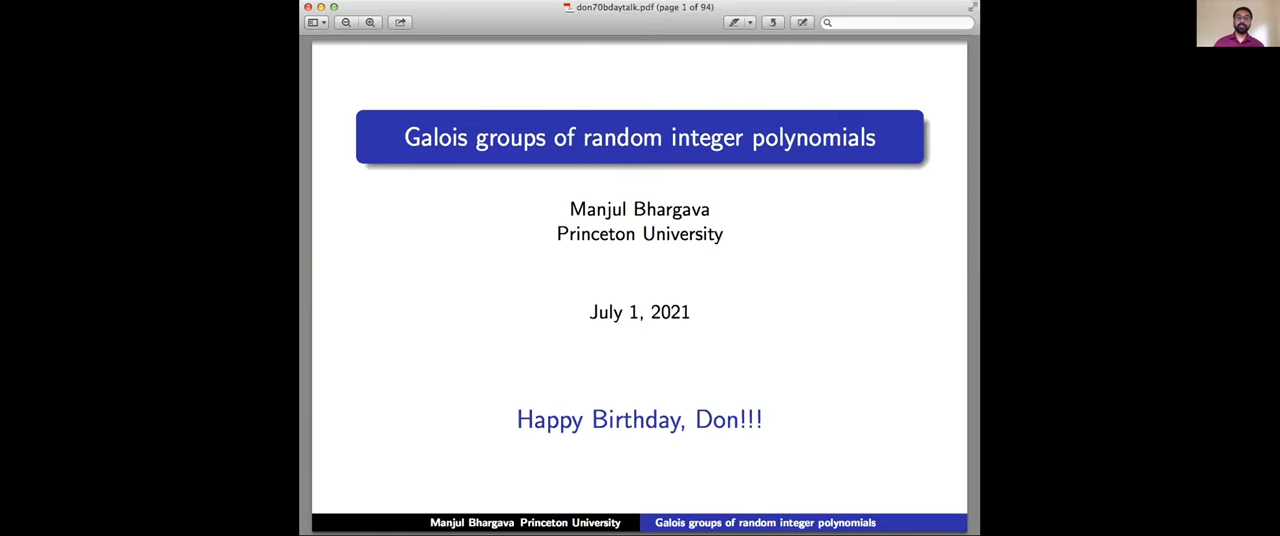 don70bdaytalk.pdf (page 1 of 94)
Galois groups of random integer polynomials
Manjul Bhargava
Princeton University
July 1, 2021
Happy Birthday, Don!!!
Manjul Bhargava Princeton University
Galois groups of random integer polynomials